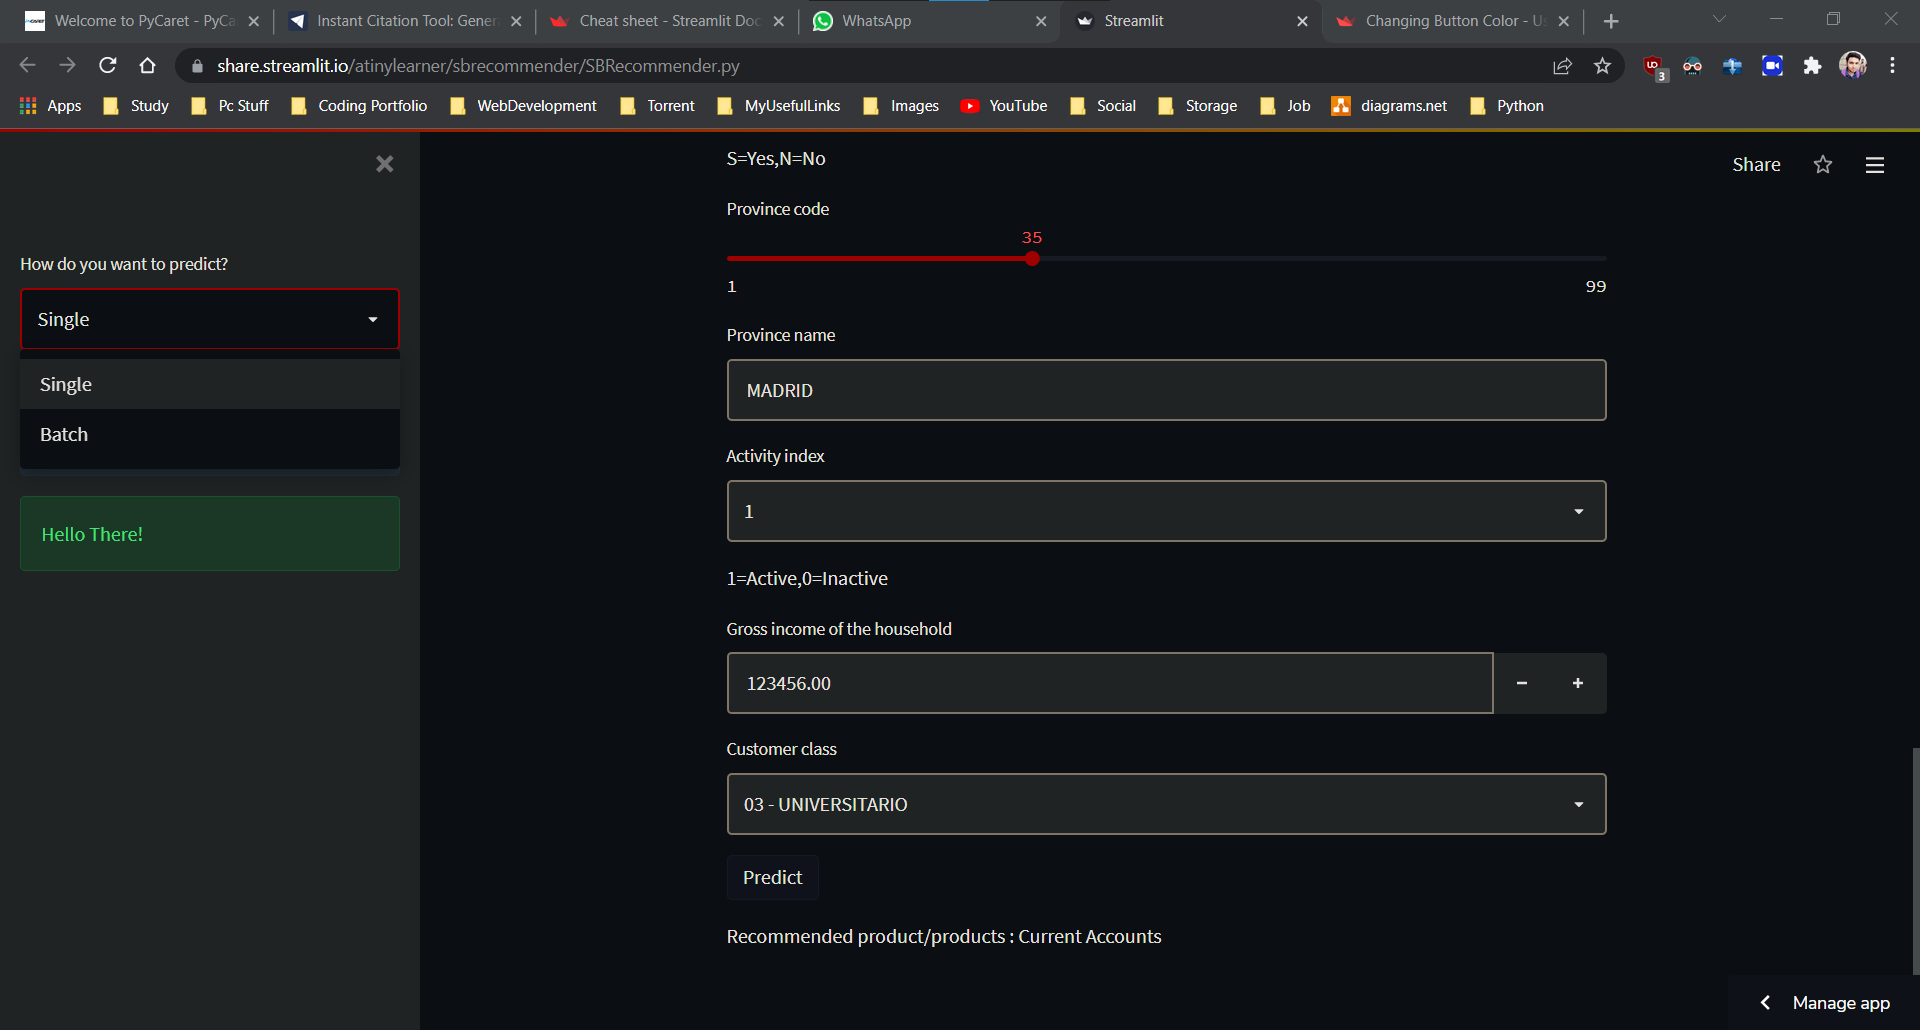 Welcome to PyCaret - PyCa
Instant Citation Tool: Gener
Cheat sheet - Streamlit Doc
WhatsApp
Streamlit
Changing Button Color - Us
share.streamlit.io/atinylearner/sbrecommender/SBRecommender.py
3
Apps
Study
Pc Stuff
Coding Portfolio
WebDevelopment
Torrent
MyUsefulLinks
Images
YouTube
Social
Storage
Job
diagrams.net
Python
How do you want to predict?
Single
Single
Batch
Hello There!
Share
S=Yes,N=No
Province code
35
1
99
Province name
MADRID
Activity index
1
1=Active,0=Inactive
Gross income of the household
123456.00
Customer class
03 - UNIVERSITARIO
Predict
Recommended product/products : Current Accounts
Manage app